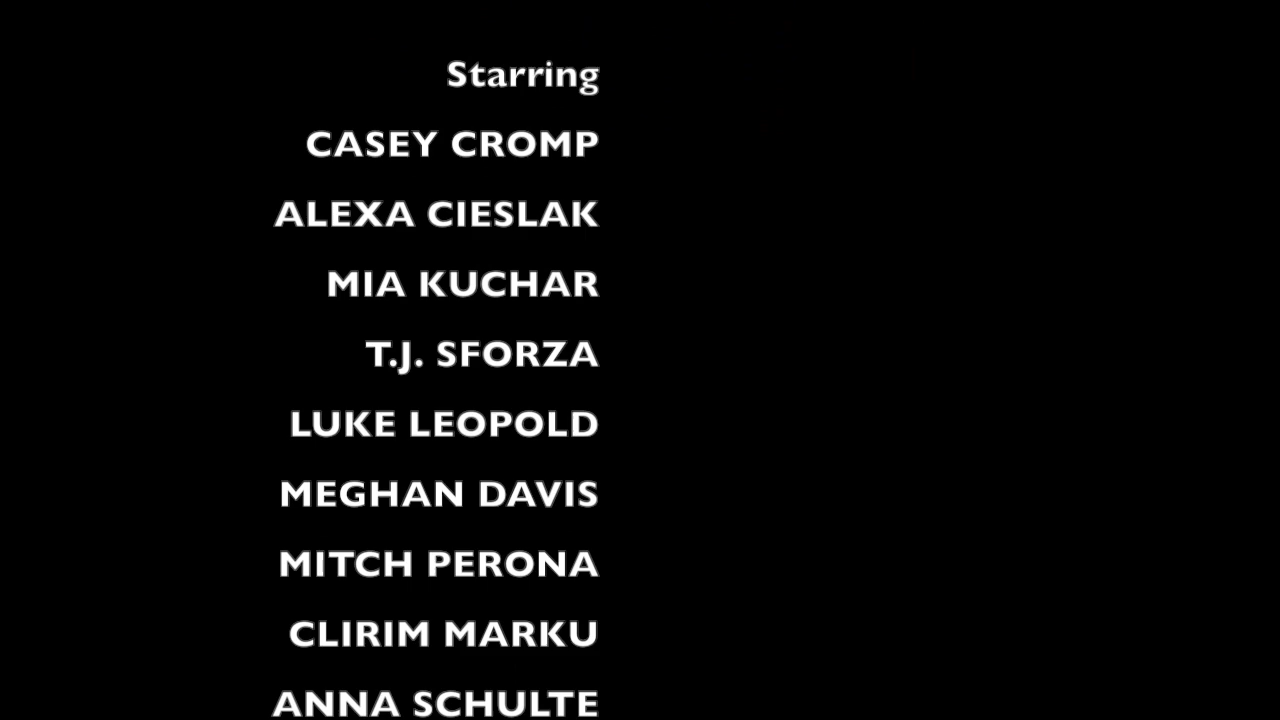 Starring
CASEY CROMP
ALEXA CIESLAK
MIA KUCHAR
T.J. SFORZA
LUKE LEOPOLD
MEGHAN DAVIS
MITCH PERONA
CLIRIM MARKU
ANNA SCHULTE